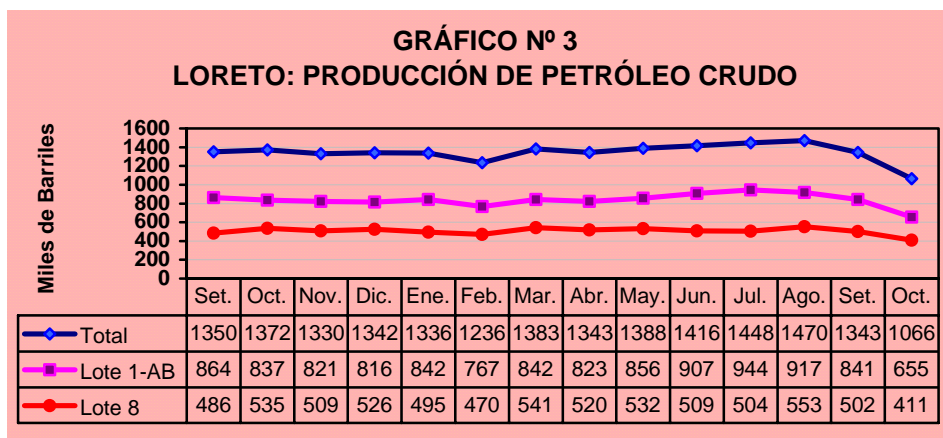 GRÁFICO Nº 3
LORETO: PRODUCCIÓN DE PETRÓLEO CRUDO
Miles de Barriles
1600
1400
1200
1000
800
600
400
200
0
Set. Oct. Nov. Dic. Ene. Feb. Mar. Abr. May. Jun. Jul. Ago. Set. Oct.
Total 1350 1372 1330 1342 1336 1236 1383 1343 1388 1416 1448 1470 1343 1066
Lote 1-AB 864 837 821 816 842 767 842 823 856 907 944 917 841 655
Lote 8 486 535 509 526 495 470 541 520 532 509 504 553 502 411